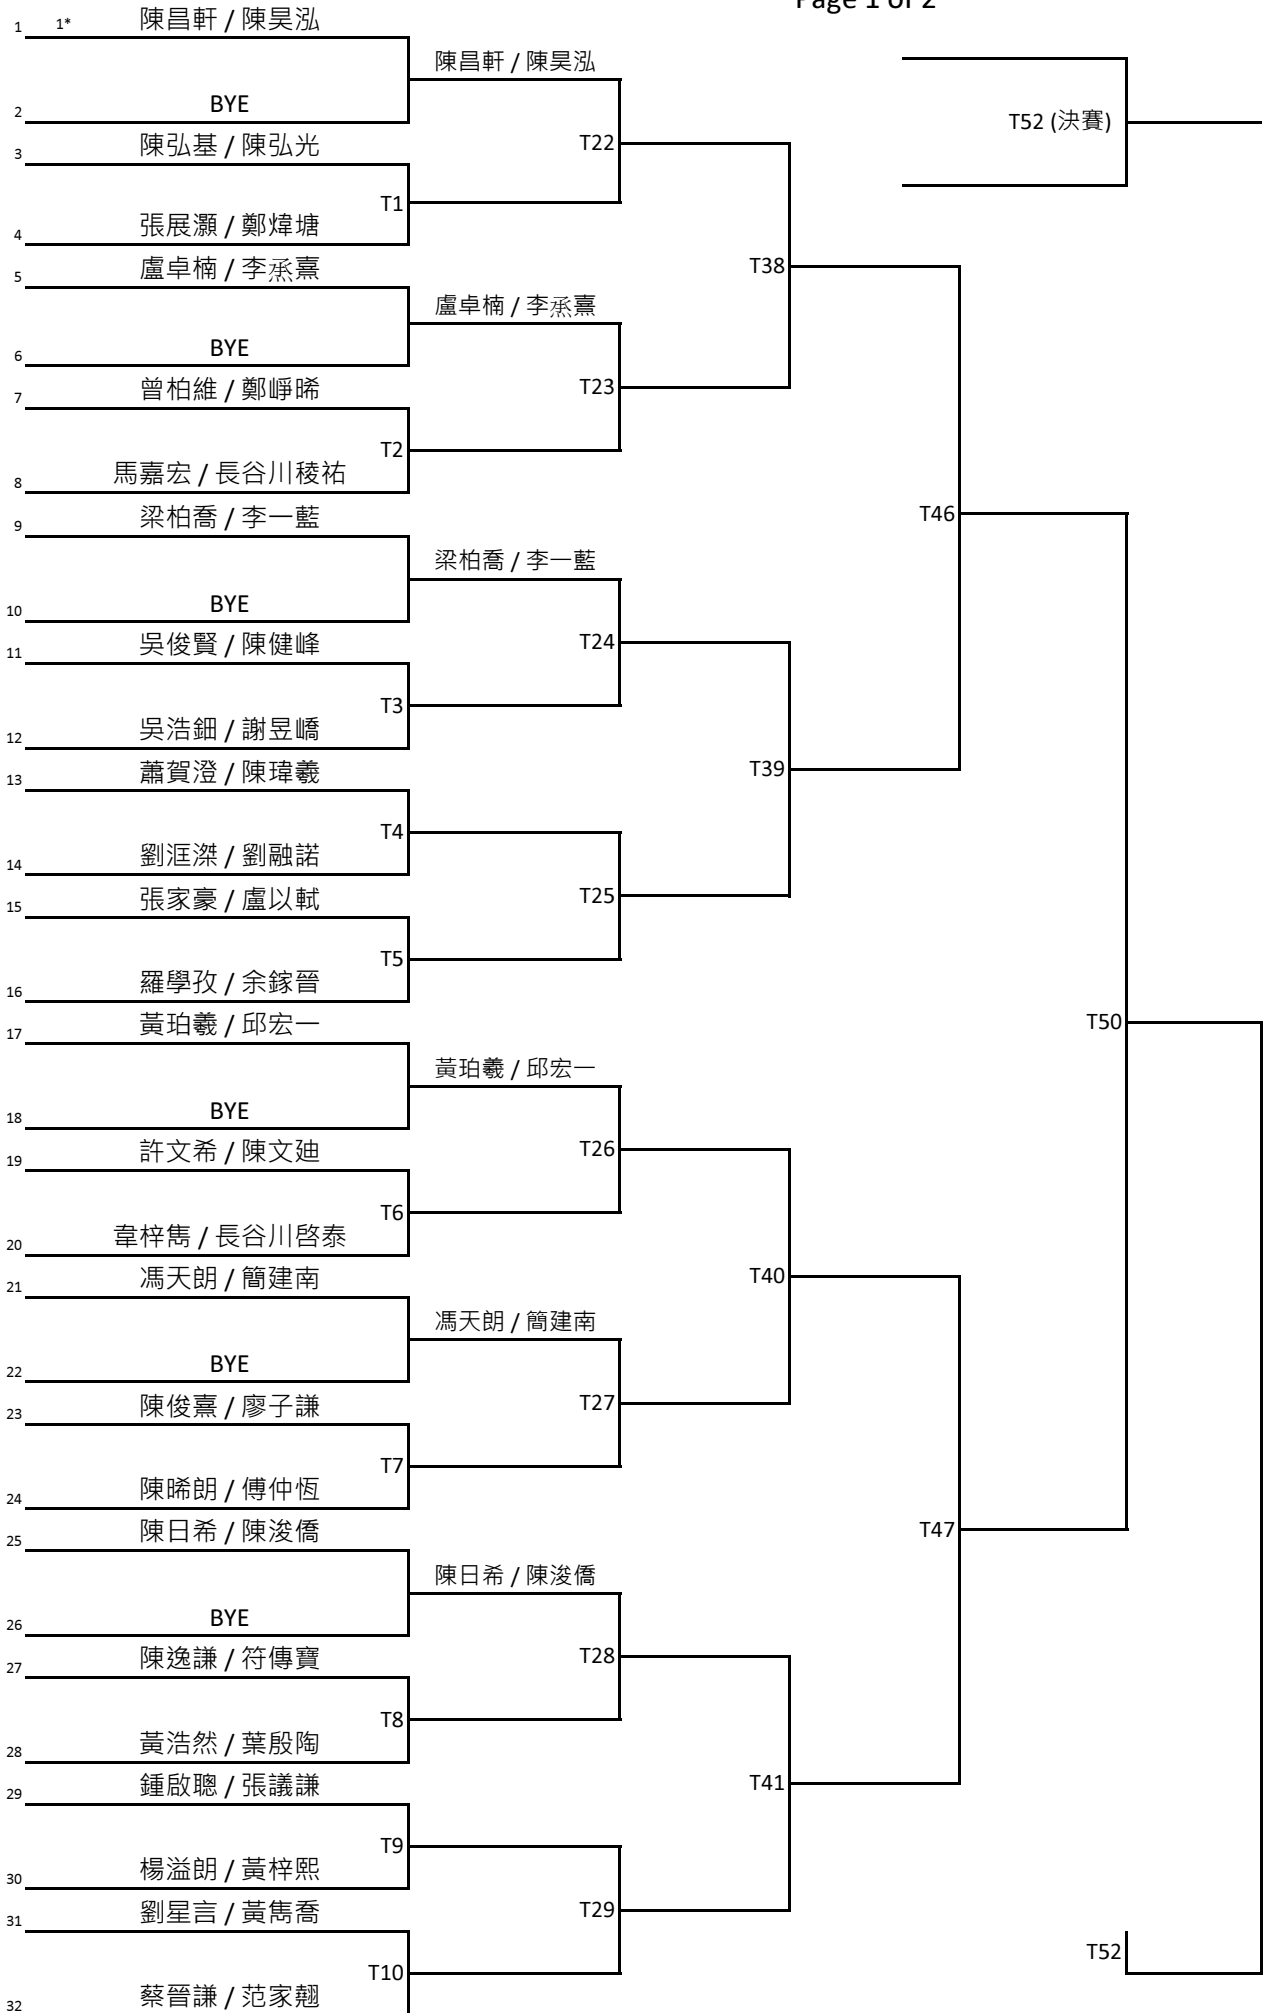 Page 1 of 2
1 1* 陳昌軒 / 陳昊泓
陳昌軒 / 陳昊泓
2 BYE
T52 (決賽)
3 陳弘基 / 陳弘光
T22
T1
4 張展灝 / 鄭煒塘
5 盧卓楠 / 李烝熹
T38
盧卓楠 / 李烝熹
6 BYE
7 曾柏維 / 鄭崢晞
T23
T2
8 馬嘉宏 / 長谷川稜祐
9 梁柏喬 / 李一藍
T46
梁柏喬 / 李一藍
10 BYE
11 吳俊賢 / 陳健峰
T24
T3
12 吳浩鈿 / 謝昱嶠
13 蕭賀澄 / 陳瑋羲
T39
T4
14 劉洭滐 / 劉融諾
15 張家豪 / 盧以軾
T25
T5
16 羅學孜 / 余鎵晉
17 黃珀羲 / 邱宏一
T50
黃珀羲 / 邱宏一
18 BYE
19 許文希 / 陳文廸
T26
T6
20 韋梓雋 / 長谷川啓泰
21 馮天朗 / 簡建南
T40
馮天朗 / 簡建南
22 BYE
23 陳俊熹 / 廖子謙
T27
T7
24 陳晞朗 / 傅仲恆
25 陳日希 / 陳浚僑
T47
陳日希 / 陳浚僑
26 BYE
27 陳逸謙 / 符傳寶
T28
T8
28 黃浩然 / 葉殷陶
29 鍾啟聰 / 張議謙
T41
T9
30 楊溢朗 / 黃梓熙
31 劉星言 / 黃雋喬
T29
T52
T10
32 蔡晉謙 / 范家翹